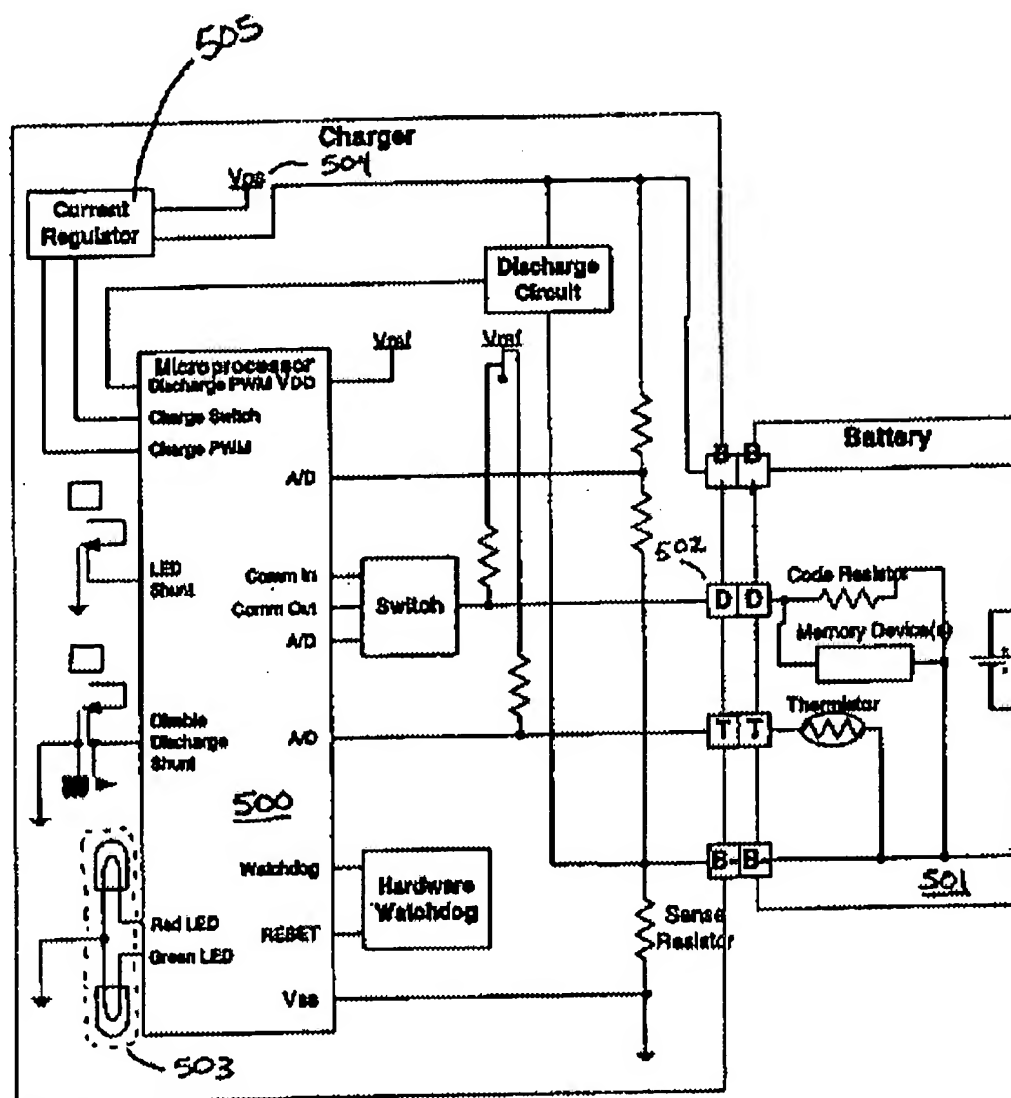 505
Charger
504
Vps
Current
Regulator
Discharge
Circuit
Vref
Vref
Microprocessor
Discharge PWM VDD
Charge Switch
Charge PWM
A/D
Battery
B B
502
LED
Shunt
Comm In
Comm Out
A/D
Switch
D D
Code Resistor
Memory Device(s)
Thermistor
Disable
Discharge
Shunt
A/D
T T
500
Watchdog
RESET
Hardware
Watchdog
B- B-
501
Red LED
Green LED
Sense
Resistor
Vss
503